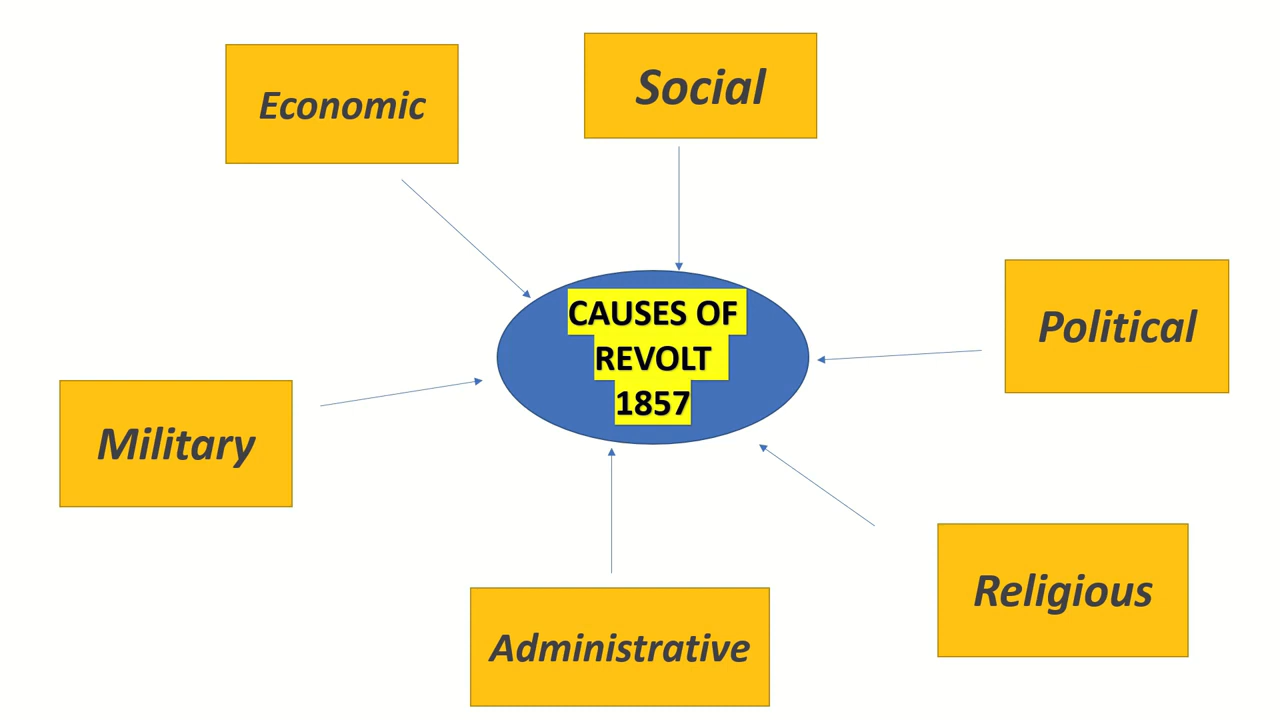 Economic
Social
CAUSES OF
REVOLT
1857
Political
Military
Religious
Administrative